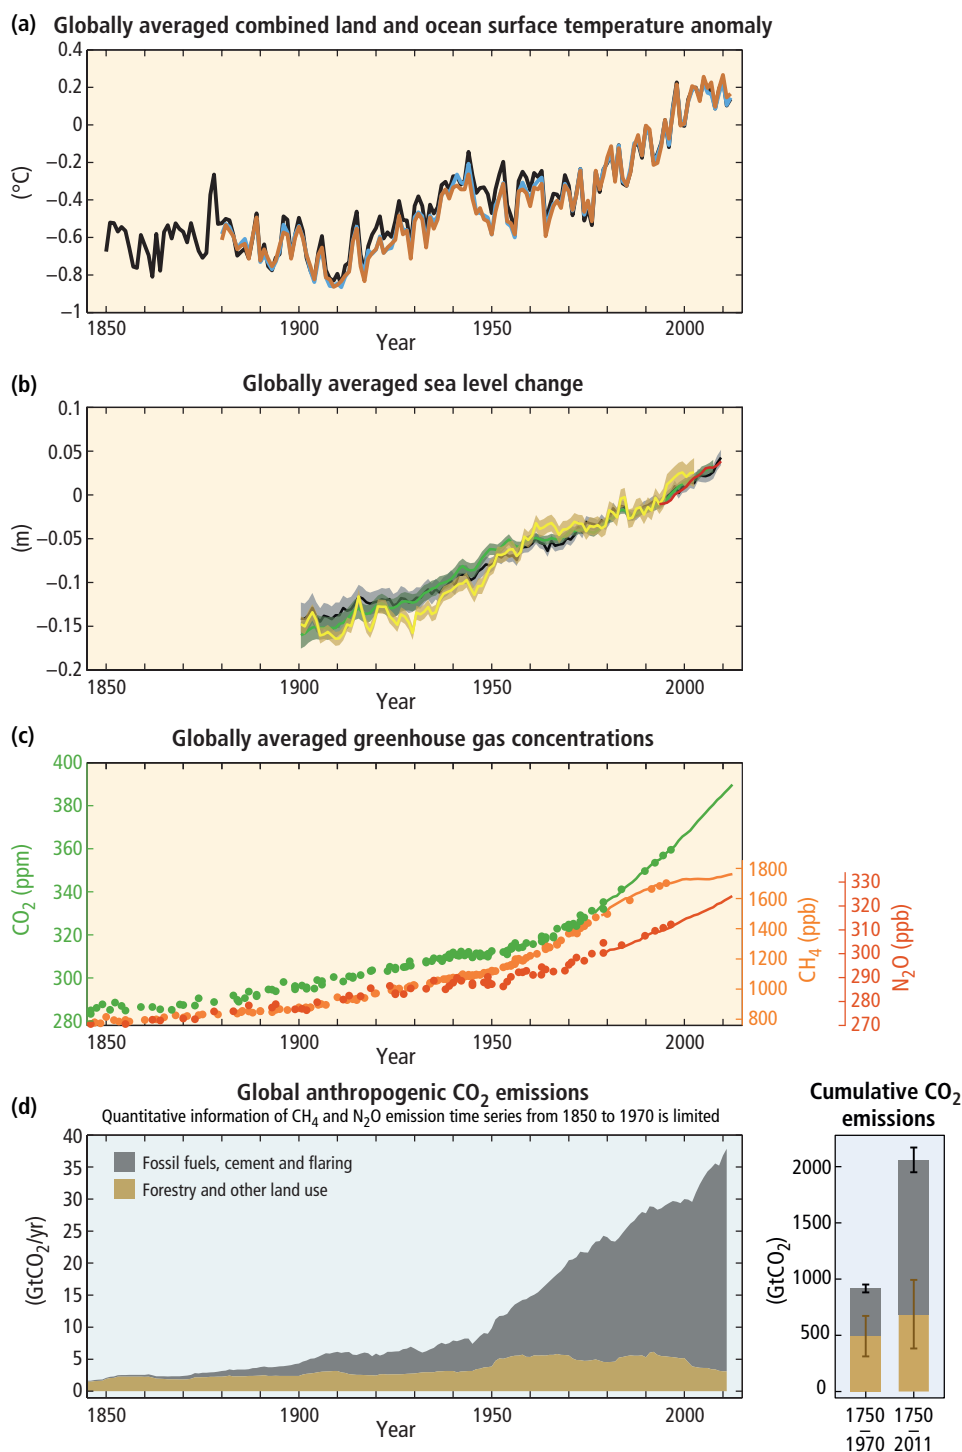 (a) Globally averaged combined land and ocean surface temperature anomaly
0.4
0.2
0
−0.2
−0.4
−0.6
−0.8
−1
(°C)
1850 1900 1950 2000
Year
(b) Globally averaged sea level change
0.1
0.05
0
−0.05
−0.1
−0.15
−0.2
(m)
1850 1900 1950 2000
Year
(c) Globally averaged greenhouse gas concentrations
400
380
360
340
320
300
280
CO2 (ppm)
1800
1600
1400
1200
1000
800
CH4 (ppb)
330
320
310
300
290
280
270
N2O (ppb)
1850 1900 1950 2000
Year
(d) Global anthropogenic CO2 emissions
Quantitative information of CH4 and N2O emission time series from 1850 to 1970 is limited
40
35
30
25
20
15
10
5
0
(GtCO2/yr)
Fossil fuels, cement and flaring
Forestry and other land use
1850 1900 1950 2000
Year
Cumulative CO2
emissions
2000
1500
1000
500
0
(GtCO2)
1750 1750
– –
1970 2011